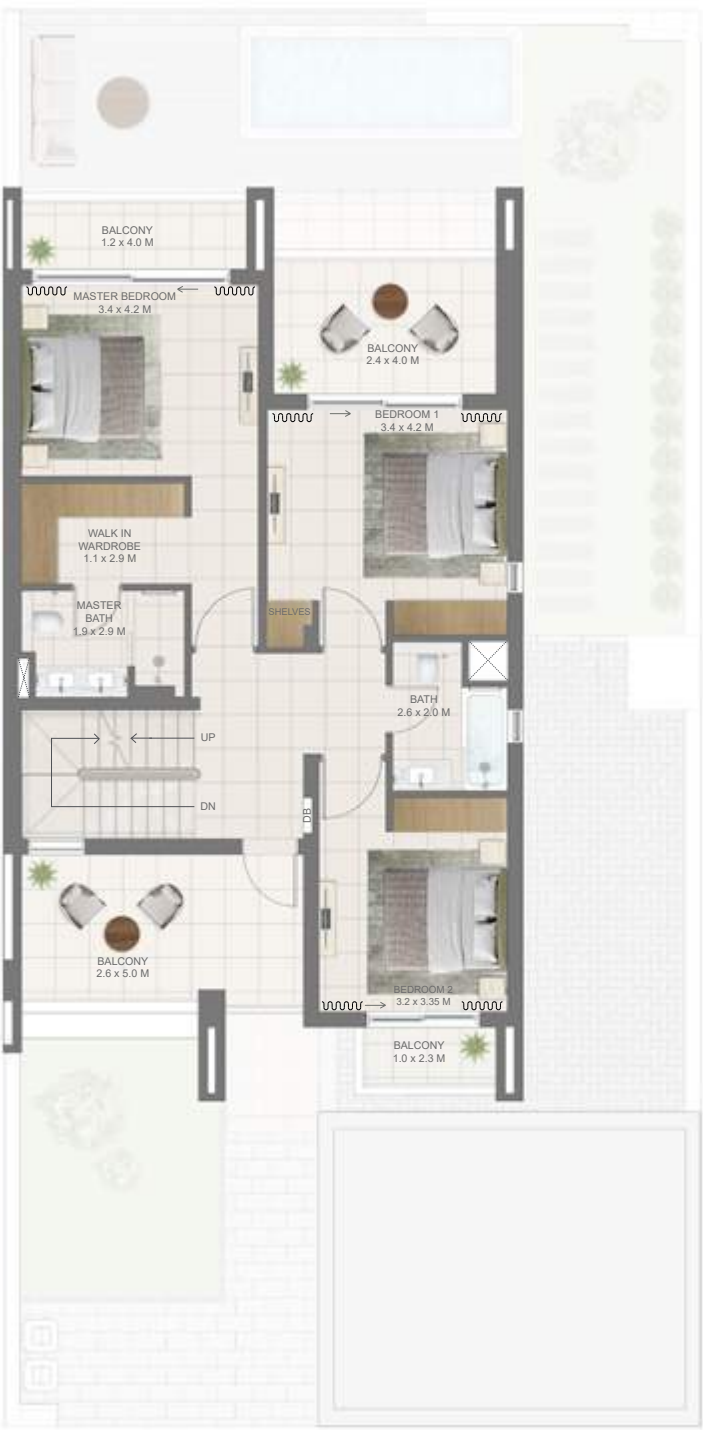 BALCONY
1.2 x 4.0 M
MASTER BEDROOM
3.4 x 4.2 M
BALCONY
2.4 x 4.0 M
BEDROOM 1
3.4 x 4.2 M
WALK IN
WARDROBE
1.1 x 2.9 M
MASTER
BATH
1.9 x 2.9 M
SHELVES
BATH
2.6 x 2.0 M
UP
DN
DB
BALCONY
2.6 x 5.0 M
BEDROOM 2
3.2 x 3.35 M
BALCONY
1.0 x 2.3 M